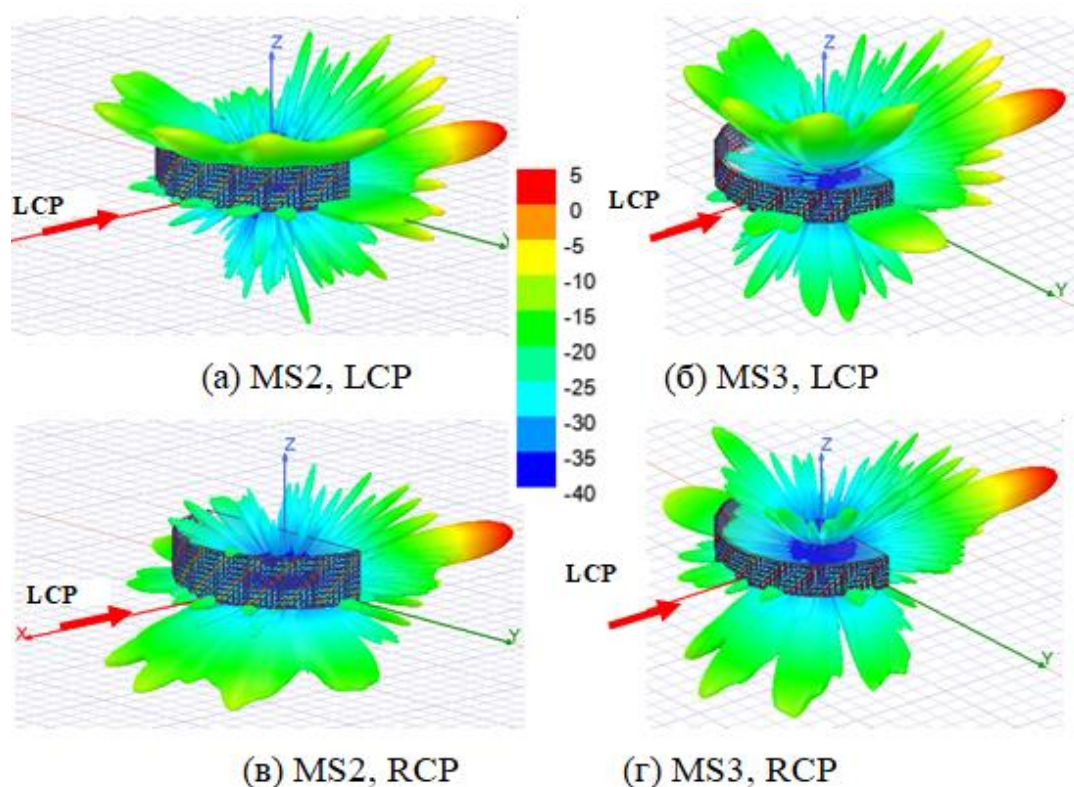 Z
LCP
Y
Z
LCP
Y
5
0
-5
-10
-15
-20
-25
-30
-35
-40
(а) MS2, LCP
(б) MS3, LCP
Z
LCP
X
Y
Z
LCP
Y
(в) MS2, RCP
(г) MS3, RCP